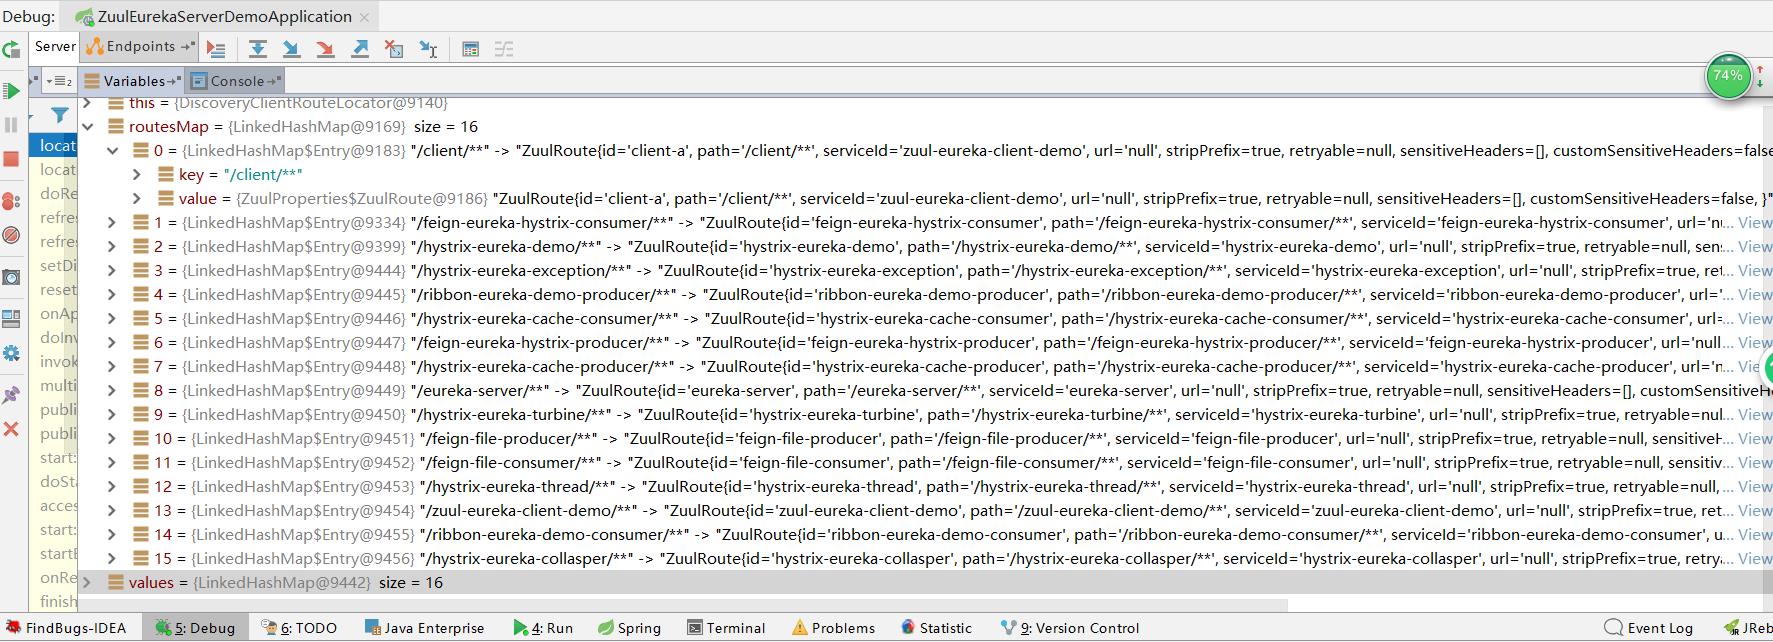 Debug: ZuulEurekaServerDemoApplication
Server Endpoints
Variables Console
74%
this = {DiscoveryClientRouteLocator@9140}
routesMap = {LinkedHashMap@9169} size = 16
locat 0 = {LinkedHashMap$Entry@9183} "/client/**" -> "ZuulRoute{id='client-a', path='/client/**', serviceId='zuul-eureka-client-demo', url='null', stripPrefix=true, retryable=null, sensitiveHeaders=[], customSensitiveHeaders=false
locat key = "/client/**"
doRe value = {ZuulProperties$ZuulRoute@9186} "ZuulRoute{id='client-a', path='/client/**', serviceId='zuul-eureka-client-demo', url='null', stripPrefix=true, retryable=null, sensitiveHeaders=[], customSensitiveHeaders=false, }"
refres 1 = {LinkedHashMap$Entry@9334} "/feign-eureka-hystrix-consumer/**" -> "ZuulRoute{id='feign-eureka-hystrix-consumer', path='/feign-eureka-hystrix-consumer/**', serviceId='feign-eureka-hystrix-consumer', url='nu... View
refres 2 = {LinkedHashMap$Entry@9399} "/hystrix-eureka-demo/**" -> "ZuulRoute{id='hystrix-eureka-demo', path='/hystrix-eureka-demo/**', serviceId='hystrix-eureka-demo', url='null', stripPrefix=true, retryable=null, sens... View
setDi 3 = {LinkedHashMap$Entry@9444} "/hystrix-eureka-exception/**" -> "ZuulRoute{id='hystrix-eureka-exception', path='/hystrix-eureka-exception/**', serviceId='hystrix-eureka-exception', url='null', stripPrefix=true, ret... View
reset 4 = {LinkedHashMap$Entry@9445} "/ribbon-eureka-demo-producer/**" -> "ZuulRoute{id='ribbon-eureka-demo-producer', path='/ribbon-eureka-demo-producer/**', serviceId='ribbon-eureka-demo-producer', url='... View
onAp 5 = {LinkedHashMap$Entry@9446} "/hystrix-eureka-cache-consumer/**" -> "ZuulRoute{id='hystrix-eureka-cache-consumer', path='/hystrix-eureka-cache-consumer/**', serviceId='hystrix-eureka-cache-consumer', url=... View
doInv 6 = {LinkedHashMap$Entry@9447} "/feign-eureka-hystrix-producer/**" -> "ZuulRoute{id='feign-eureka-hystrix-producer', path='/feign-eureka-hystrix-producer/**', serviceId='feign-eureka-hystrix-producer', url='null... View
invok 7 = {LinkedHashMap$Entry@9448} "/hystrix-eureka-cache-producer/**" -> "ZuulRoute{id='hystrix-eureka-cache-producer', path='/hystrix-eureka-cache-producer/**', serviceId='hystrix-eureka-cache-producer', url='n... Vie
multi 8 = {LinkedHashMap$Entry@9449} "/eureka-server/**" -> "ZuulRoute{id='eureka-server', path='/eureka-server/**', serviceId='eureka-server', url='null', stripPrefix=true, retryable=null, sensitiveHeaders=[], customSensitiveH
publi 9 = {LinkedHashMap$Entry@9450} "/hystrix-eureka-turbine/**" -> "ZuulRoute{id='hystrix-eureka-turbine', path='/hystrix-eureka-turbine/**', serviceId='hystrix-eureka-turbine', url='null', stripPrefix=true, retryable=nul... View
publi 10 = {LinkedHashMap$Entry@9451} "/feign-file-producer/**" -> "ZuulRoute{id='feign-file-producer', path='/feign-file-producer/**', serviceId='feign-file-producer', url='null', stripPrefix=true, retryable=null, sensitiveH... View
start: 11 = {LinkedHashMap$Entry@9452} "/feign-file-consumer/**" -> "ZuulRoute{id='feign-file-consumer', path='/feign-file-consumer/**', serviceId='feign-file-consumer', url='null', stripPrefix=true, retryable=null, sensitiv... View
doSta 12 = {LinkedHashMap$Entry@9453} "/hystrix-eureka-thread/**" -> "ZuulRoute{id='hystrix-eureka-thread', path='/hystrix-eureka-thread/**', serviceId='hystrix-eureka-thread', url='null', stripPrefix=true, retryable=null, ... View
acces 13 = {LinkedHashMap$Entry@9454} "/zuul-eureka-client-demo/**" -> "ZuulRoute{id='zuul-eureka-client-demo', path='/zuul-eureka-client-demo/**', serviceId='zuul-eureka-client-demo', url='null', stripPrefix=true, ret... View
start: 14 = {LinkedHashMap$Entry@9455} "/ribbon-eureka-demo-consumer/**" -> "ZuulRoute{id='ribbon-eureka-demo-consumer', path='/ribbon-eureka-demo-consumer/**', serviceId='ribbon-eureka-demo-consumer', u... View
startE 15 = {LinkedHashMap$Entry@9456} "/hystrix-eureka-collasper/**" -> "ZuulRoute{id='hystrix-eureka-collasper', path='/hystrix-eureka-collasper/**', serviceId='hystrix-eureka-collasper', url='null', stripPrefix=true, retry... View
onRe values = {LinkedHashMap@9442} size = 16
finish
FindBugs-IDEA 5: Debug 6: TODO Java Enterprise 4: Run Spring Terminal Problems Statistic 9: Version Control Event Log JReb